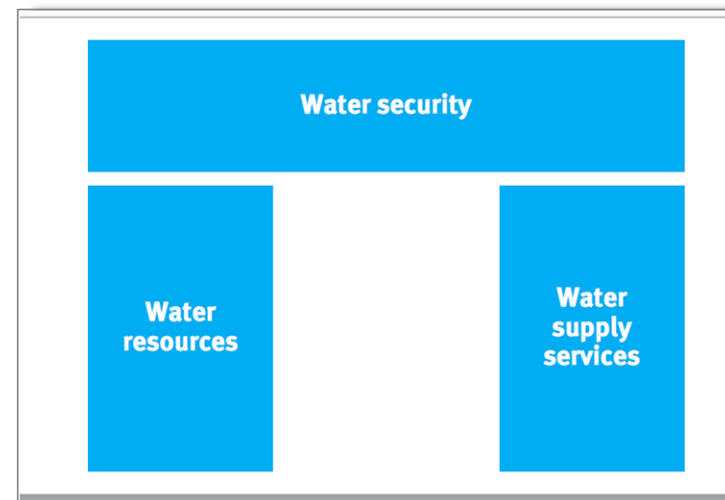 Water security
Water
resources
Water
supply
services